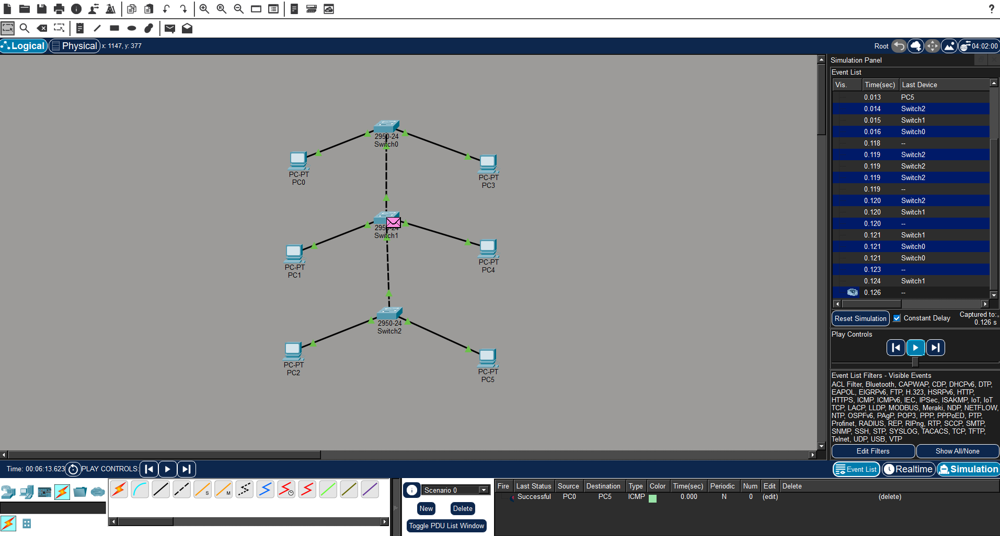 ?
Logical
Physical
x: 1147, y: 377
Root
04:02:00
2950-24
Switch0
PC-PT
PC0
PC-PT
PC3
2950-24
Switch1
PC-PT
PC1
PC-PT
PC4
2950-24
Switch2
PC-PT
PC2
PC-PT
PC5
Simulation Panel
Event List
Vis. Time(sec) Last Device
0.013 PC5
0.014 Switch2
0.015 Switch1
0.016 Switch0
0.118 --
0.119 Switch2
0.119 Switch2
0.119 Switch2
0.119 --
0.120 Switch2
0.120 Switch1
0.120 --
0.121 Switch1
0.121 Switch0
0.121 Switch0
0.123 --
0.124 Switch1
0.126 --
Reset Simulation
Constant Delay
Captured to:
0.126 s
Play Controls
Event List Filters - Visible Events
ACL Filter, Bluetooth, CAPWAP, CDP, DHCPv6, DTP,
EAPOL, EIGRPv6, FTP, H.323, HSRPv6, HTTP,
HTTPS, ICMP, ICMPv6, IEC, IPSec, ISAKMP, IoT, IoT
TCP, LACP, LLDP, MODBUS, Meraki, NDP, NETFLOW,
NTP, OSPFv6, PAgP, POP3, PPP, PPPoED, PTP,
Profinet, RADIUS, REP, RIPng, RTP, SCCP, SMTP,
SNMP, SSH, STP, SYSLOG, TACACS, TCP, TFTP,
Telnet, UDP, USB, VTP
Edit Filters
Show All/None
Time: 00:06:13.623
PLAY CONTROLS:
Event List
Realtime
Simulation
S
M
Scenario 0
New
Delete
Toggle PDU List Window
Fire Last Status Source Destination Type Color Time(sec) Periodic Num Edit Delete
Successful PC0 PC5 ICMP 0.000 N 0 (edit) (delete)